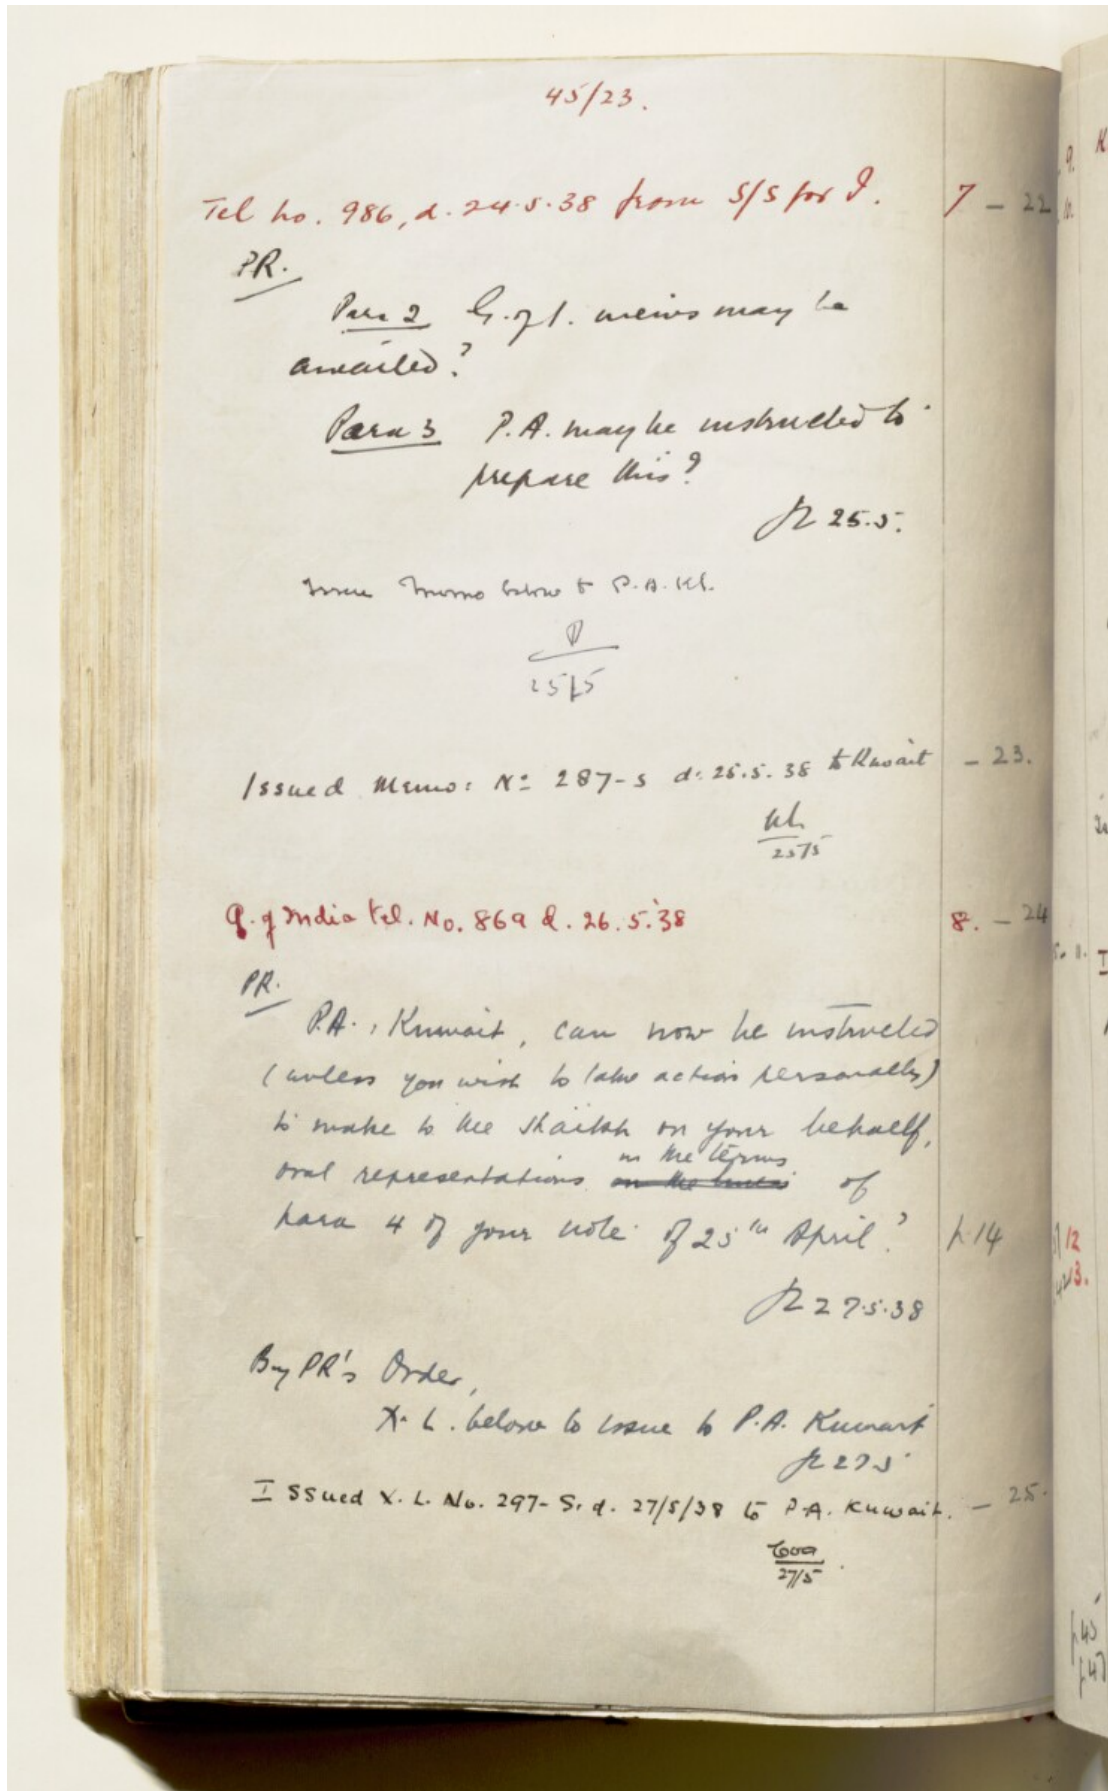 45/23.
Tel no. 986, d. 24.5.38 from S/S for I. 7 – 22
PR.
Para 2 G. of I. views may be
awaited?
Para 3 P.A. may be instructed to
prepare this?
25.5.
Issue Memo below to P.A. Kt.
25/5
Issued Memo: No 287-S d: 25.5.38 to Kuwait – 23.
25/5
G. of India tel. No. 869 d. 26.5.38 8. – 24
PR.
P.A., Kuwait, can now be instructed
(unless you wish to take action personally)
to make to the Shaikh on your behalf,
in the terms
oral representations on the lines of
para 4 of your note of 25th April? p.14
27.5.38
By PR's Order,
X. L. below to issue to P.A. Kuwait
27.5
Issued X. L. No. 297-S. d. 27/5/38 to P.A. Kuwait. – 25.
27/5